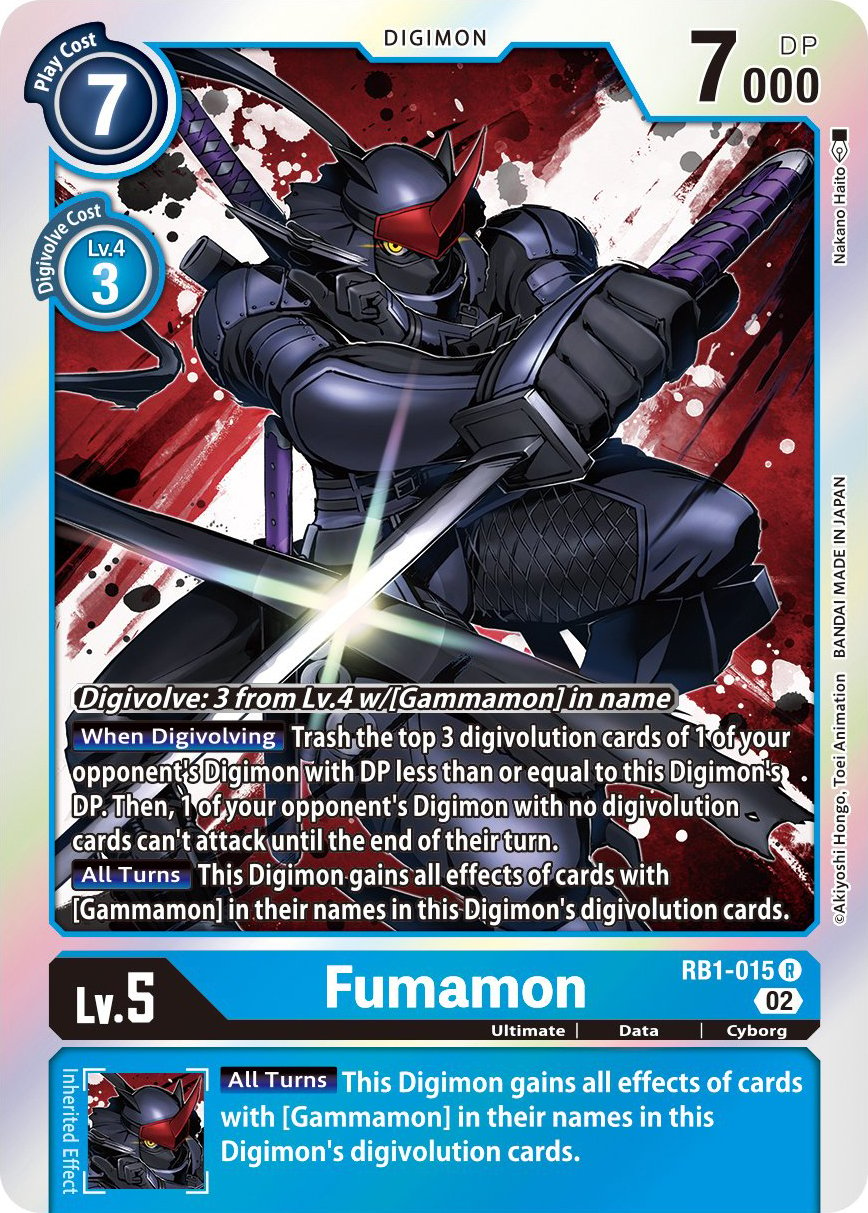 DIGIMON
Play Cost
7
7000
DP
Digivolve Cost
Lv.4
3
Nakano Haito
BANDAI MADE IN JAPAN
©Akiyoshi Hongo, Toei Animation
Digivolve: 3 from Lv.4 w/[Gammamon] in name
When Digivolving Trash the top 3 digivolution cards of 1 of your
opponent's Digimon with DP less than or equal to this Digimon's
DP. Then, 1 of your opponent's Digimon with no digivolution
cards can't attack until the end of their turn.
All Turns This Digimon gains all effects of cards with
[Gammamon] in their names in this Digimon's digivolution cards.
Lv.5
Fumamon
RB1-015 R
02
Ultimate | Data | Cyborg
Inherited Effect
All Turns This Digimon gains all effects of cards
with [Gammamon] in their names in this
Digimon's digivolution cards.